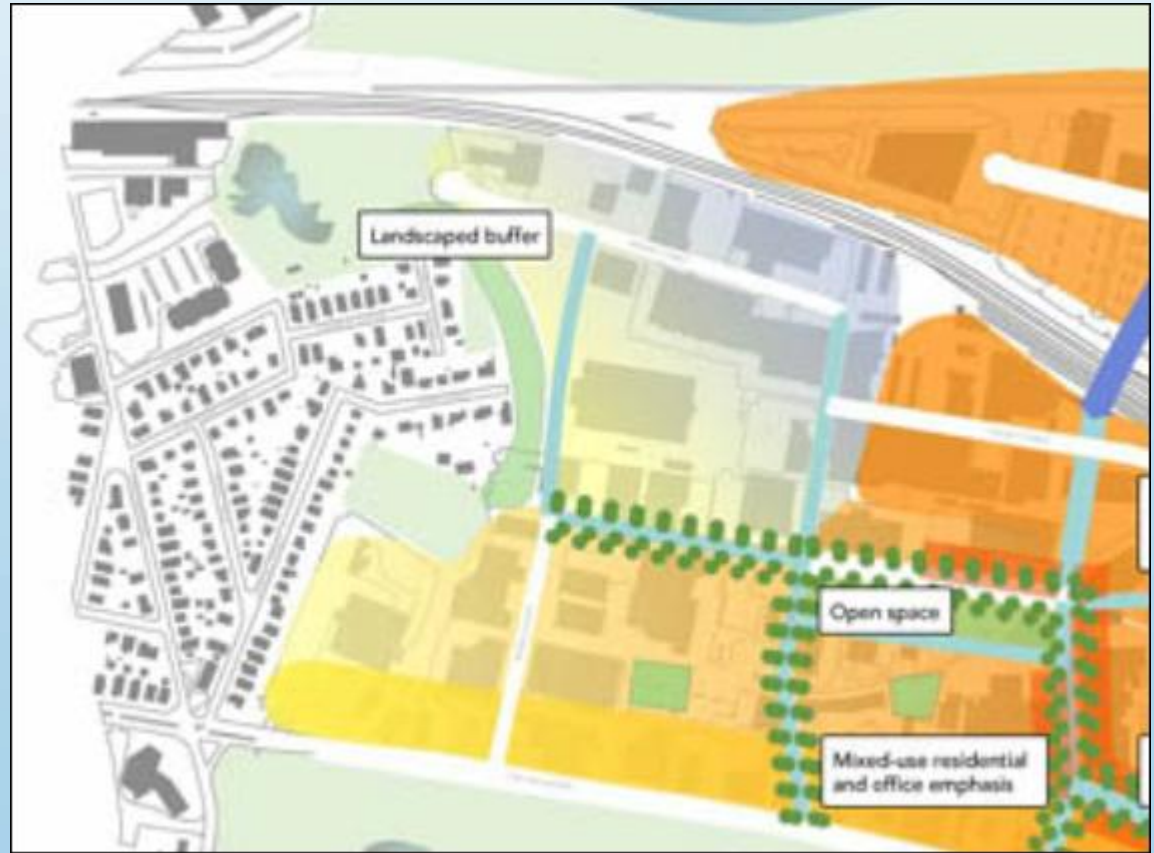 Landscaped buffer
Open space
Mixed-use residential
and office emphasis